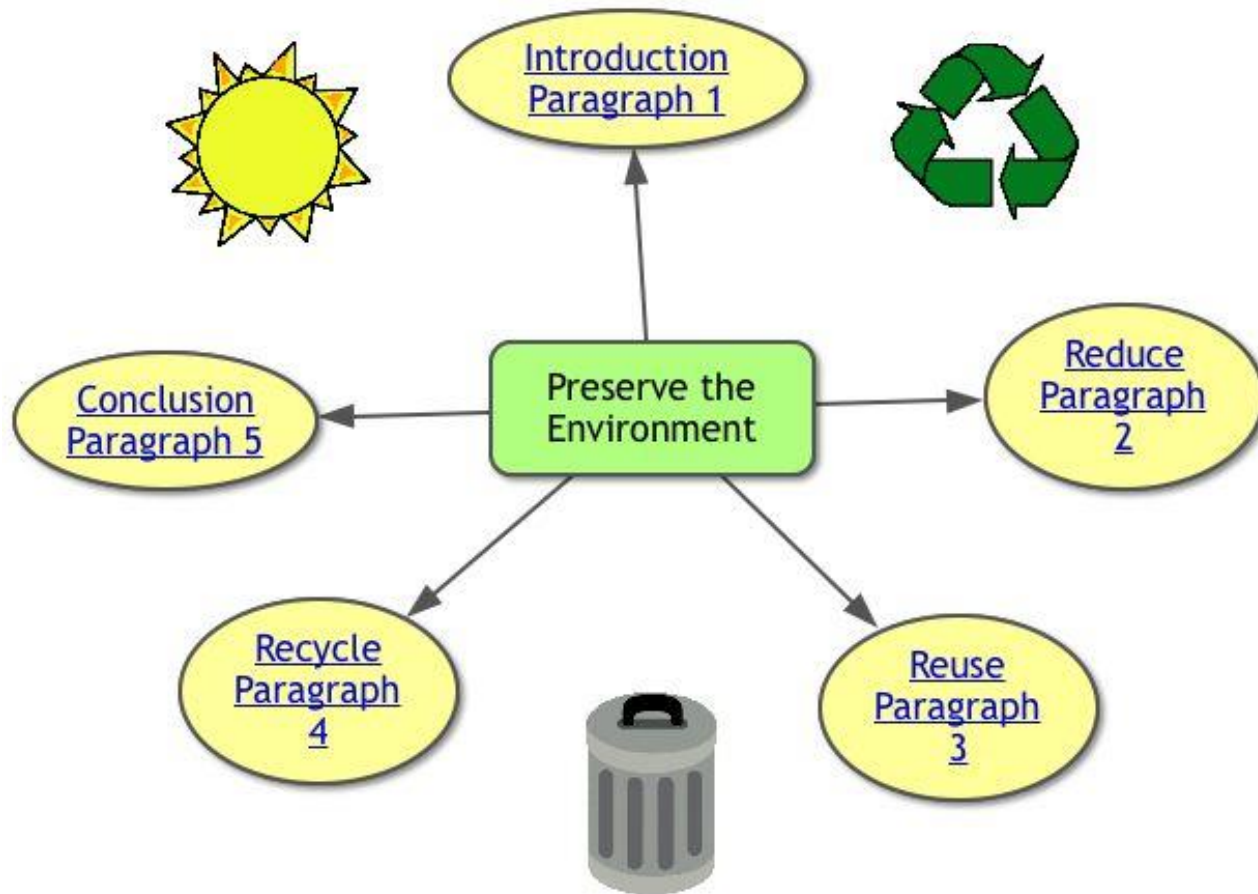 Introduction
Paragraph 1
Preserve the
Environment
Reduce
Paragraph
2
Reuse
Paragraph
3
Recycle
Paragraph
4
Conclusion
Paragraph 5